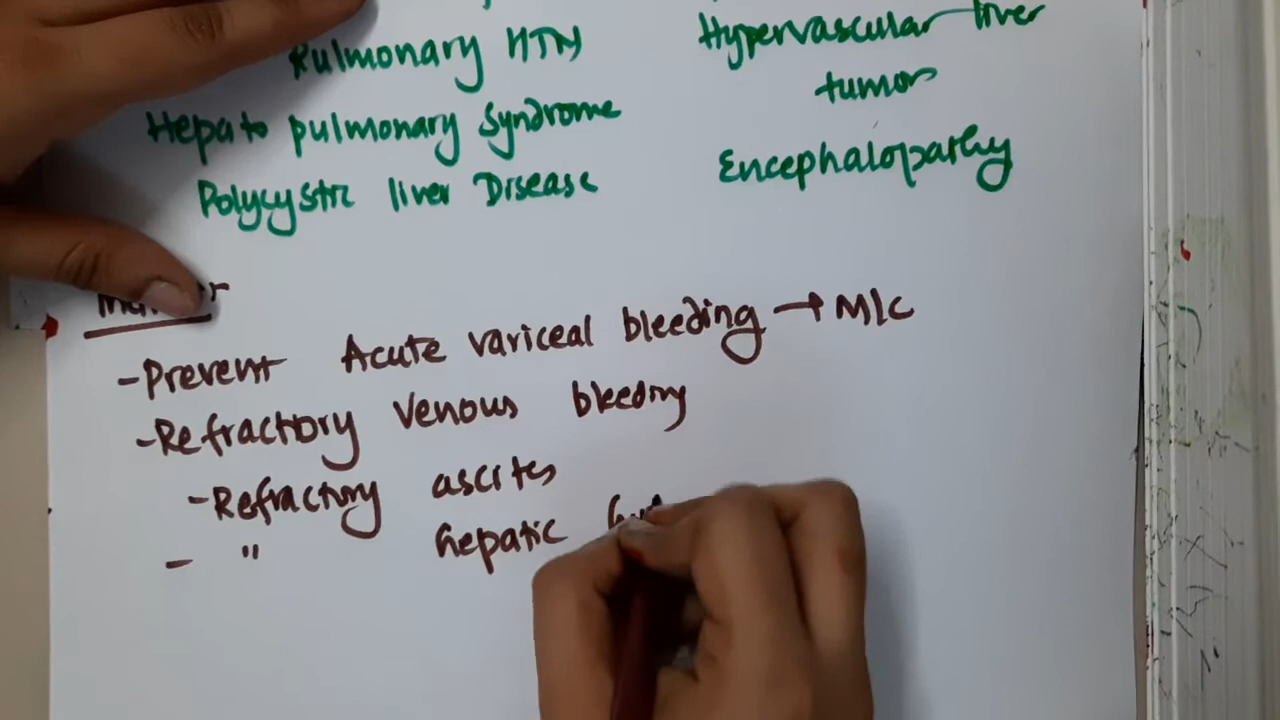 Pulmonary HTN
Hepato pulmonary syndrome
Polycystic liver Disease
Hypervascular liver
tumor
Encephalopathy
-Prevent Acute variceal bleeding → M/c
-Refractory venous bleeding
-Refractory ascites
- " hepatic